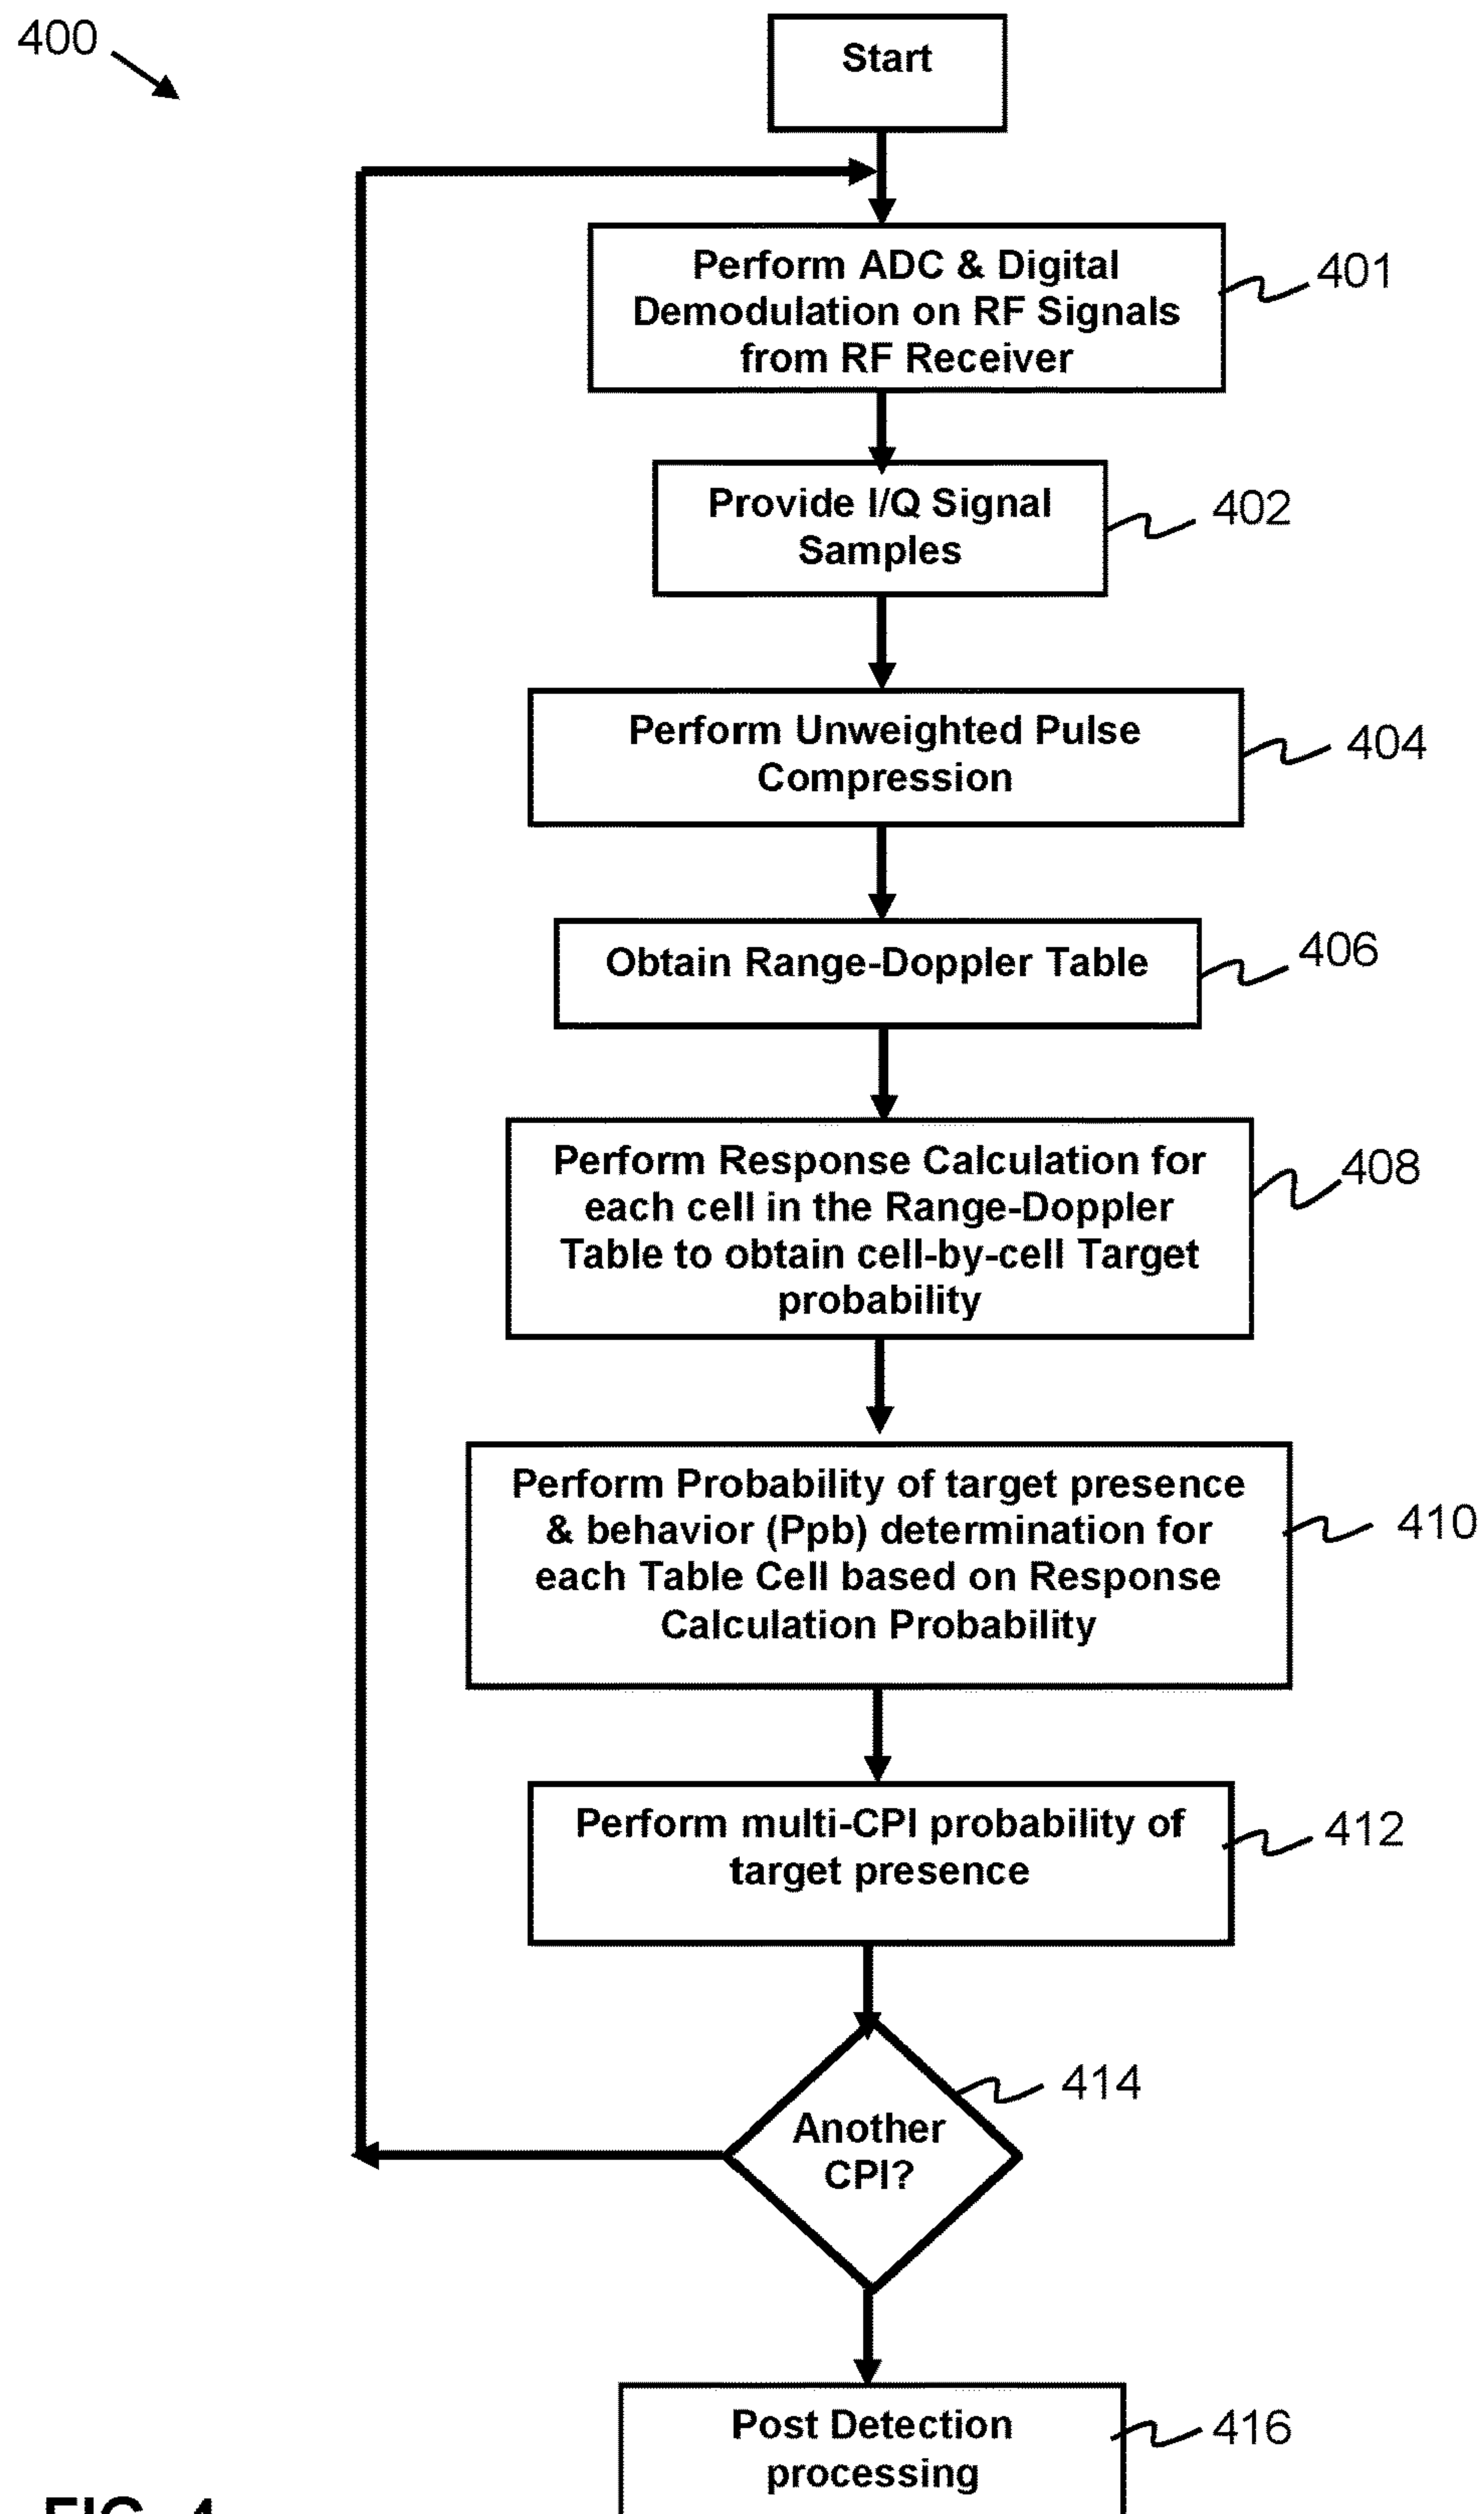 400
Start
Perform ADC & Digital
Demodulation on RF Signals
from RF Receiver
401
Provide I/Q Signal
Samples
402
Perform Unweighted Pulse
Compression
404
Obtain Range-Doppler Table
406
Perform Response Calculation for
each cell in the Range-Doppler
Table to obtain cell-by-cell Target
probability
408
Perform Probability of target presence
& behavior (Ppb) determination for
each Table Cell based on Response
Calculation Probability
410
Perform multi-CPI probability of
target presence
412
Another
CPI?
414
Post Detection
processing
416
FIG. 4